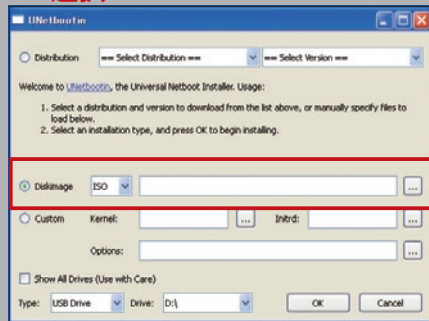 UNetbootin
Distribution == Select Distribution == == Select Version ==
Welcome to UNetbootin, the Universal Netboot Installer. Usage:
1. Select a distribution and version to download from the list above, or manually specify files to
load below.
2. Select an installation type, and press OK to begin installing.
Diskimage ISO ...
Custom Kernel: ... Initrd: ...
Options: ...
Show All Drives (Use with Care)
Type: USB Drive Drive: D:\ OK Cancel